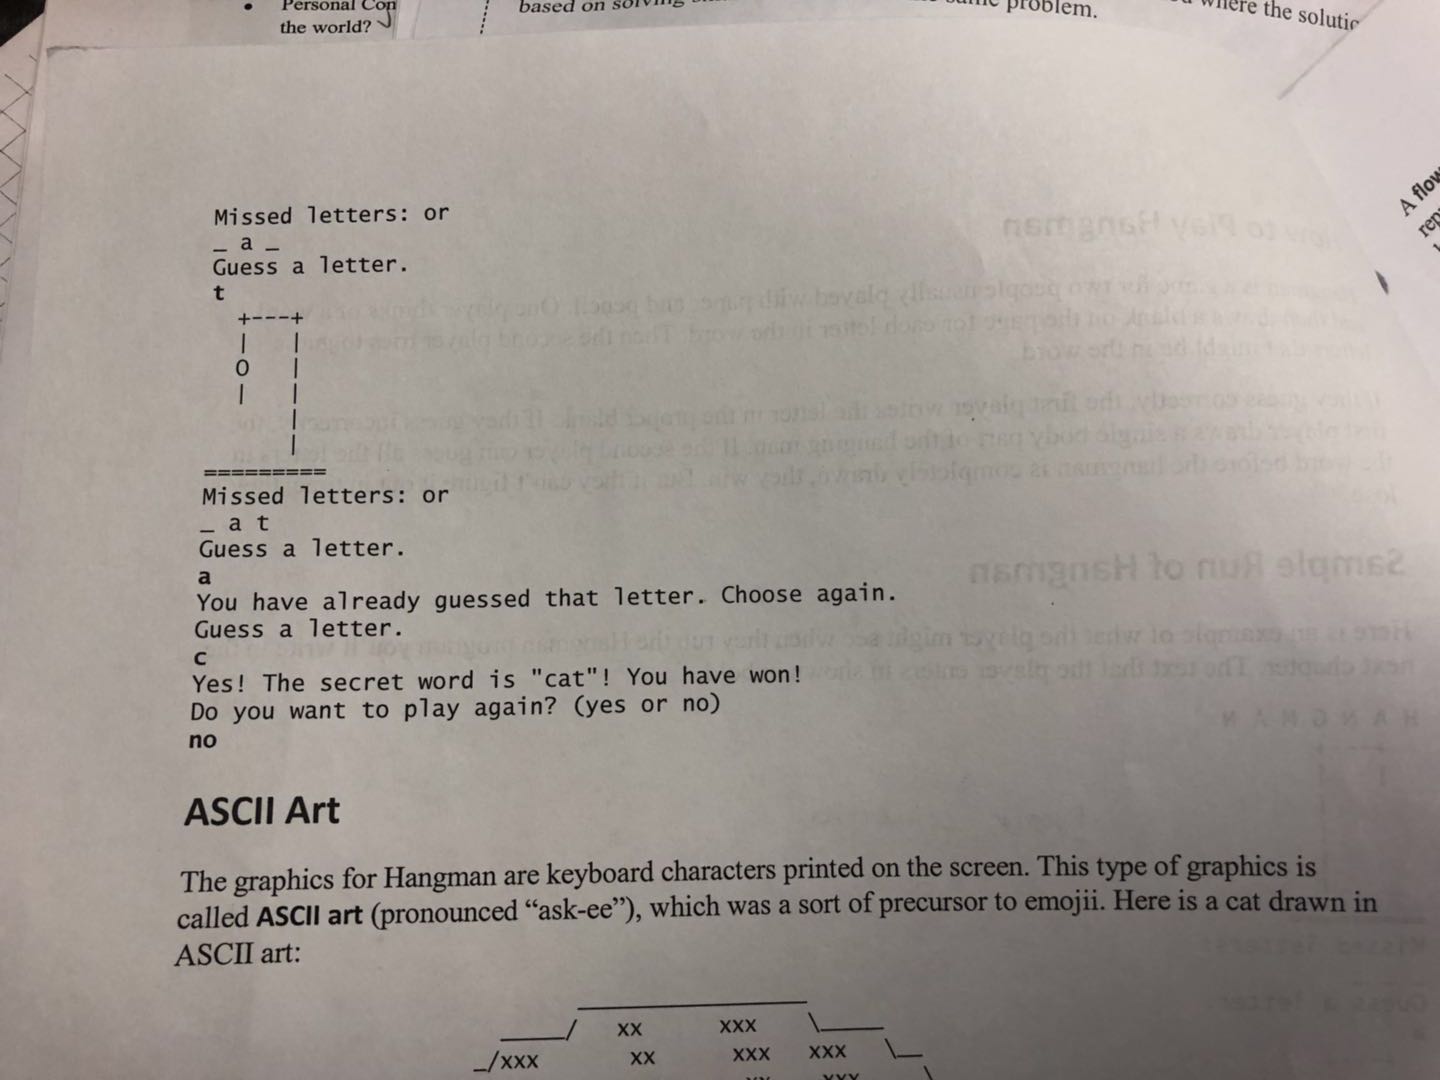 Personal Con
the world?
based on solving
problem.
where the solutio
A flow
rep
Missed letters: or
_ a _
Guess a letter.
t
+---+
|   |
O   |
|   |
    |
    |
=========
Missed letters: or
_ a t
Guess a letter.
a
You have already guessed that letter. Choose again.
Guess a letter.
c
Yes! The secret word is "cat"! You have won!
Do you want to play again? (yes or no)
no
ASCII Art
The graphics for Hangman are keyboard characters printed on the screen. This type of graphics is
called ASCII art (pronounced “ask-ee”), which was a sort of precursor to emojii. Here is a cat drawn in
ASCII art:
____/ xx xxx \____
_/xxx xx xxx xxx \__